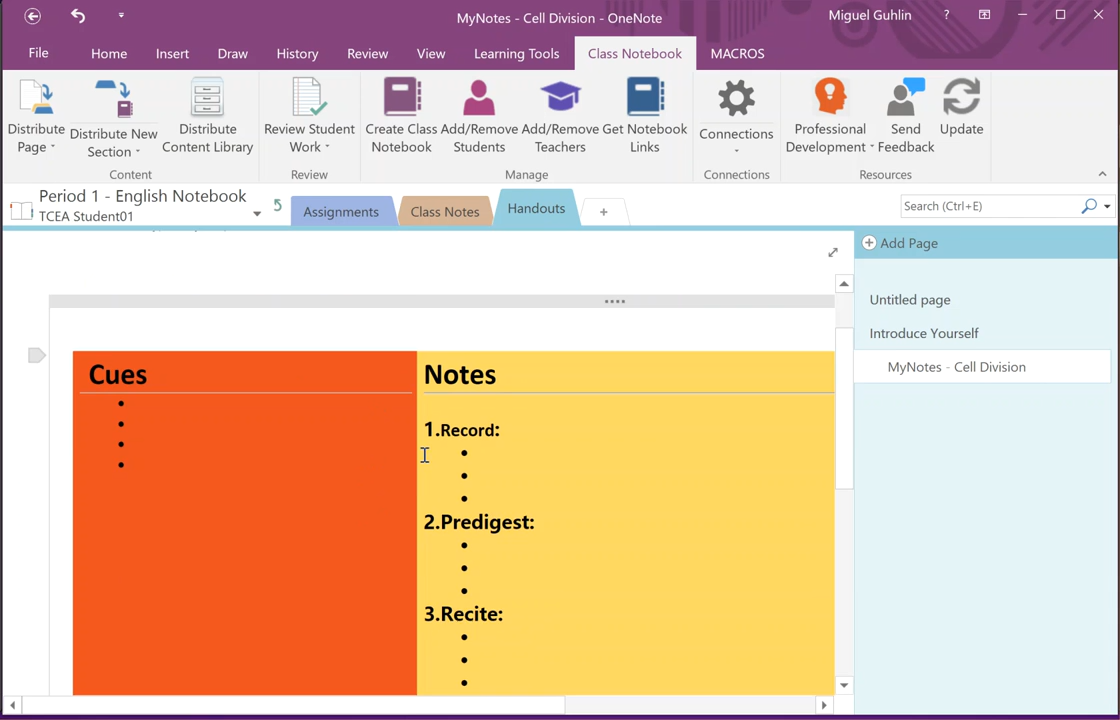 MyNotes - Cell Division - OneNote
Miguel Guhlin
?
File Home Insert Draw History Review View Learning Tools Class Notebook MACROS
Distribute Page
Distribute New Section
Distribute Content Library
Review Student Work
Create Class Notebook
Add/Remove Students
Add/Remove Teachers
Get Notebook Links
Connections
Professional Development
Send Feedback
Update
Content
Review
Manage
Connections
Resources
Period 1 - English Notebook
TCEA Student01
Assignments
Class Notes
Handouts
+
Search (Ctrl+E)
Add Page
Untitled page
Introduce Yourself
MyNotes - Cell Division
Cues
•
•
•
•
Notes
1.Record:
•
•
•
2.Predigest:
•
•
•
3.Recite:
•
•
•